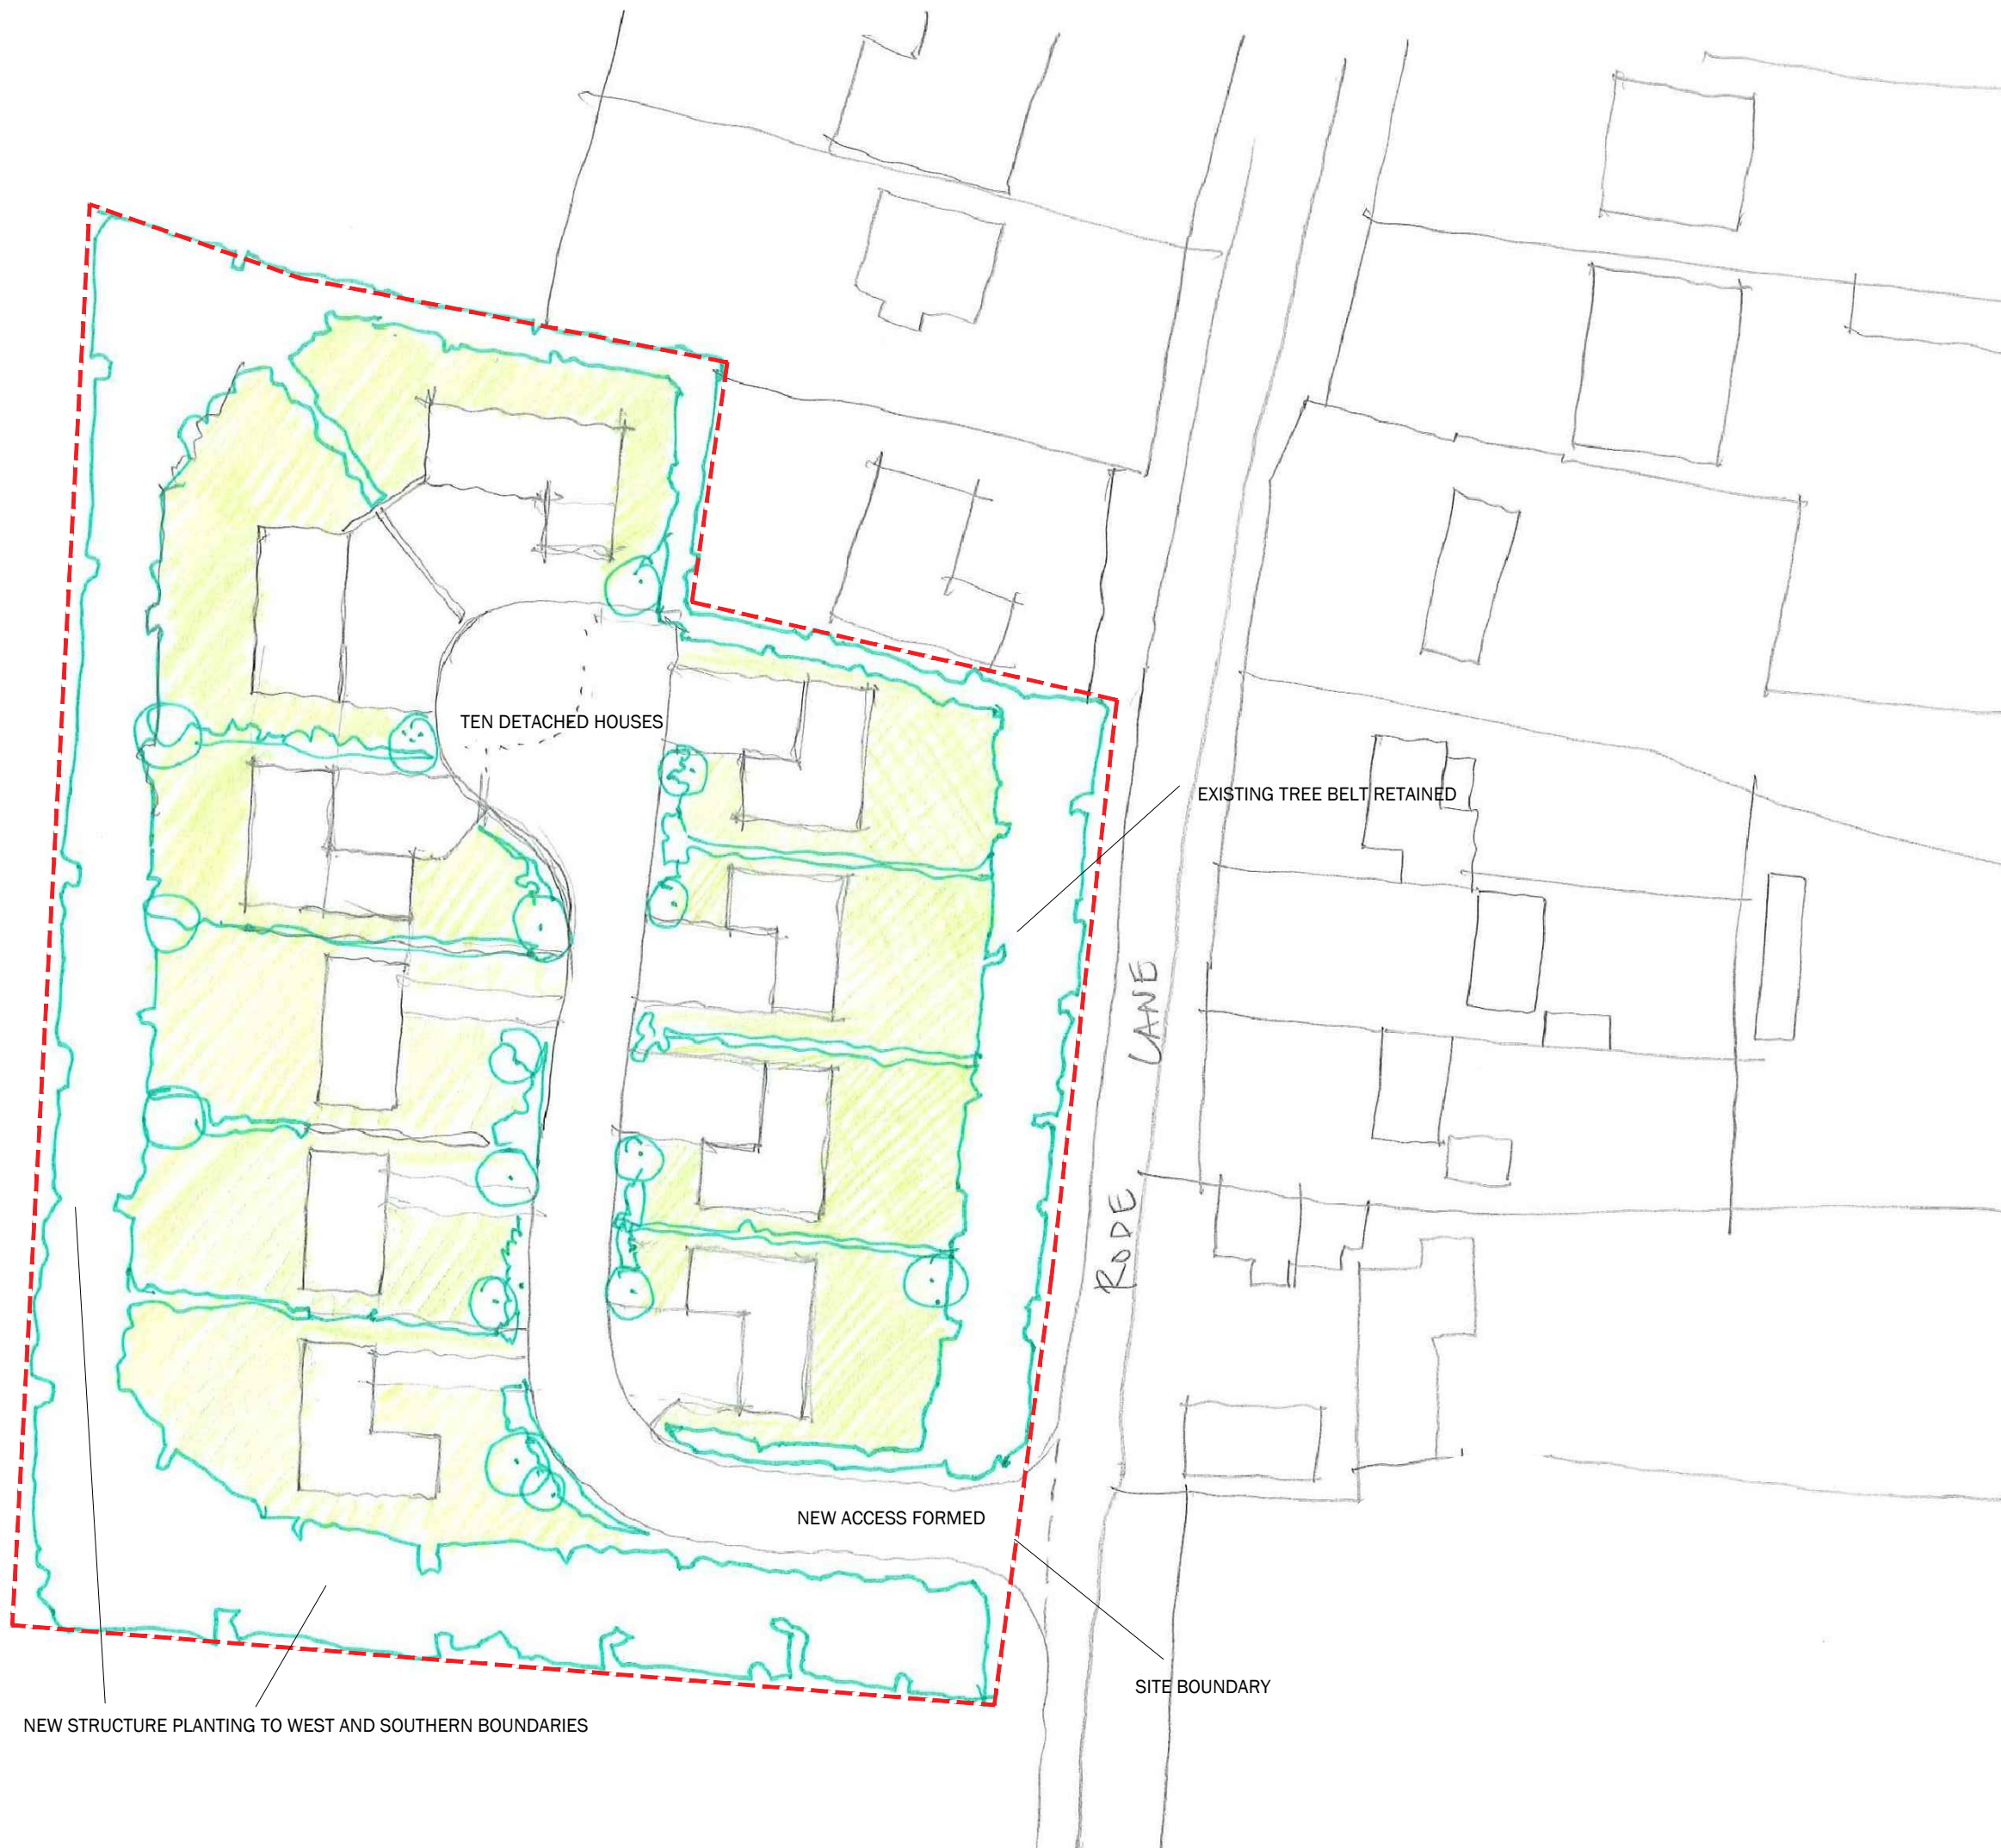 TEN DETACHED HOUSES
EXISTING TREE BELT RETAINED
RODE LANE
NEW ACCESS FORMED
SITE BOUNDARY
NEW STRUCTURE PLANTING TO WEST AND SOUTHERN BOUNDARIES